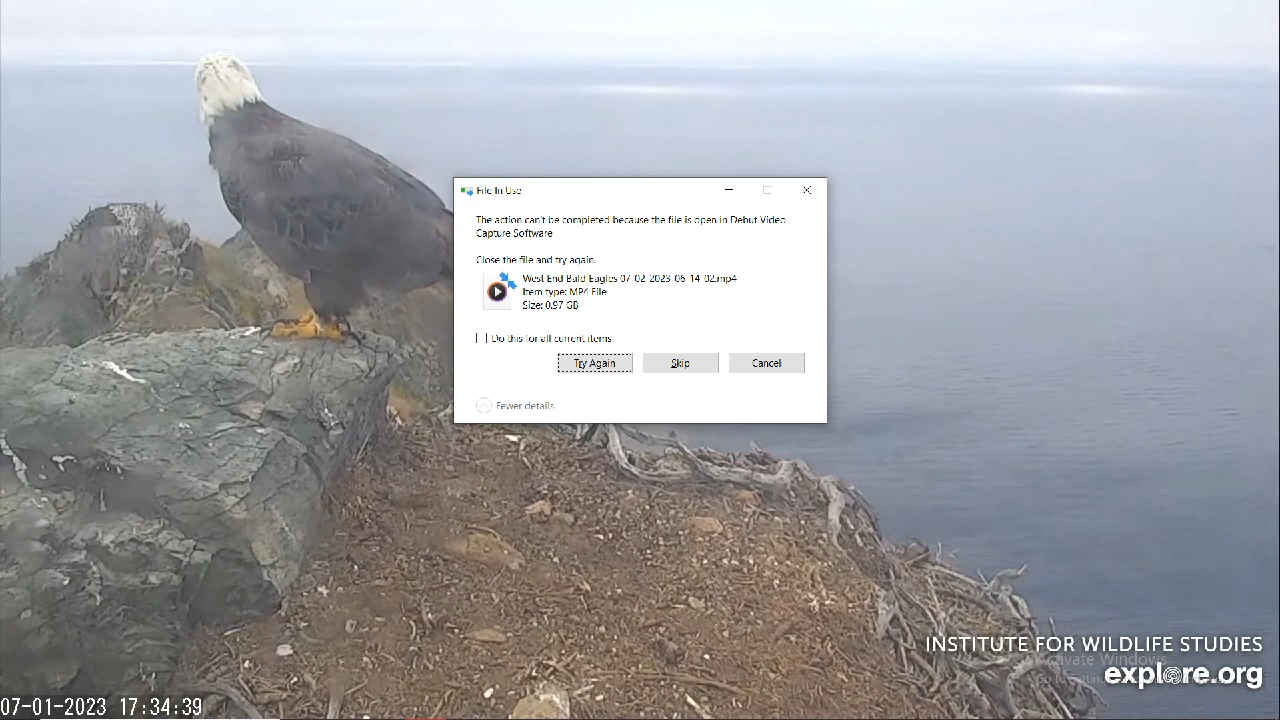 File In Use
The action can't be completed because the file is open in Debut Video
Capture Software
Close the file and try again.
West End Bald Eagles 07-02-2023-06-14-02.mp4
Item type: MP4 File
Size: 0.97 GB
Do this for all current items
Try Again
Skip
Cancel
Fewer details
INSTITUTE FOR WILDLIFE STUDIES
Activate Windows
explore.org
07-01-2023 17:34:39